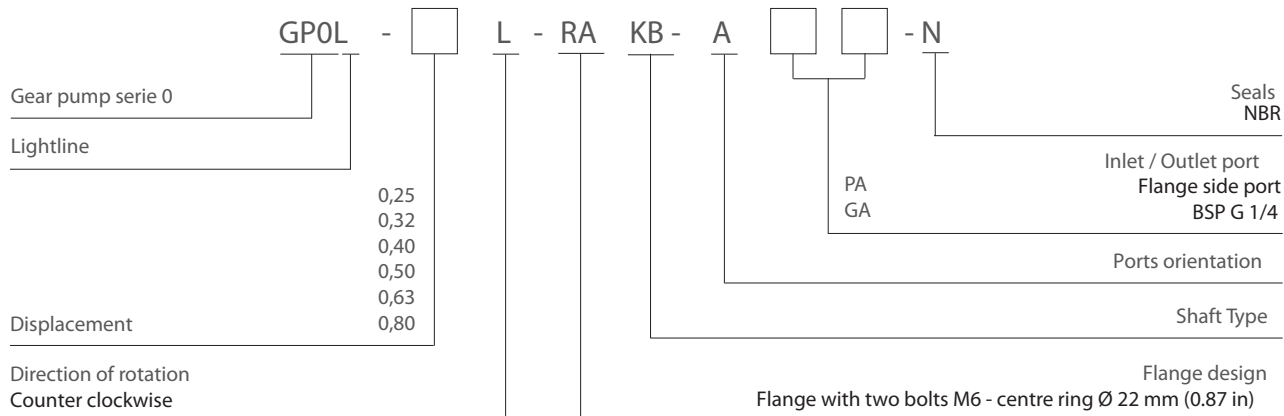 GP0L - L - RA KB - A - N
Gear pump serie 0
Lightline
0,25
0,32
0,40
0,50
0,63
0,80
Displacement
Direction of rotation
Counter clockwise
Seals
NBR
Inlet / Outlet port
PA Flange side port
GA BSP G 1/4
Ports orientation
Shaft Type
Flange design
Flange with two bolts M6 - centre ring Ø 22 mm (0.87 in)